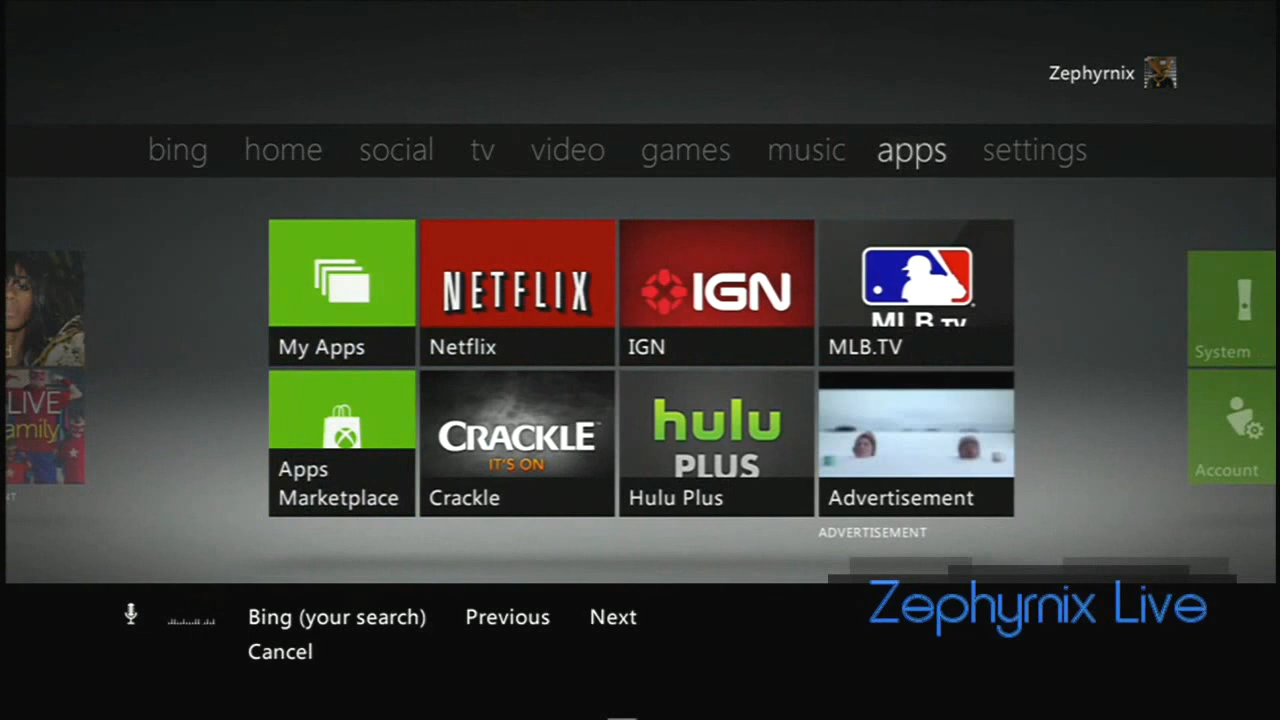 Zephyrnix
bing home social tv video games music apps settings
NETFLIX
IGN
MLB.TV
My Apps
Netflix
IGN
MLB.TV
System
LIVE
family
CRACKLE
IT'S ON
hulu
PLUS
Apps
Marketplace
Crackle
Hulu Plus
Advertisement
Account
ADVERTISEMENT
Zephyrnix Live
Bing (your search) Previous Next
Cancel